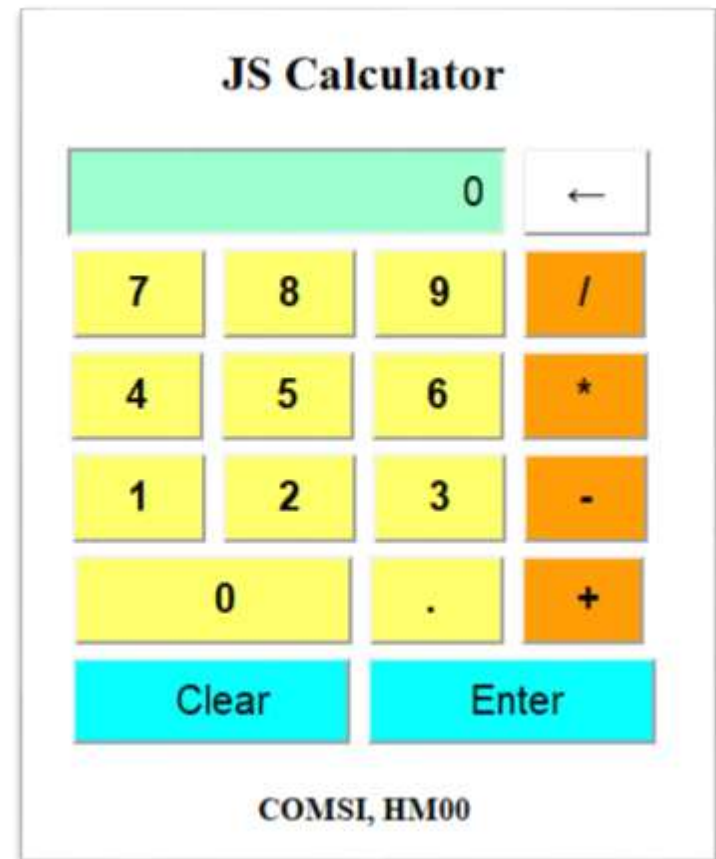 JS Calculator
0 ←
7 8 9 /
4 5 6 *
1 2 3 -
0 . +
Clear Enter
COMSI, HM00